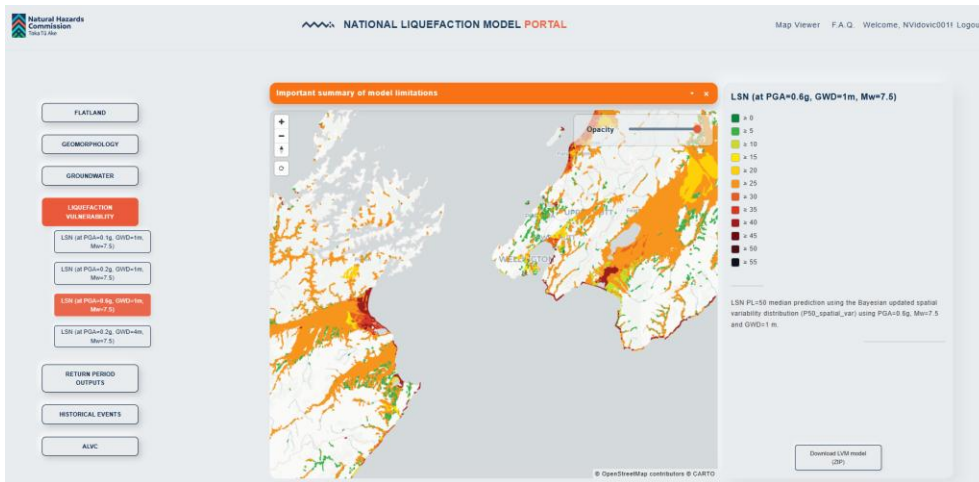 Natural Hazards
Commission
Toka Tū Ake
NATIONAL LIQUEFACTION MODEL PORTAL
Map Viewer F.A.Q. Welcome, NVidovic001! Logout
FLATLAND
GEOMORPHOLOGY
GROUNDWATER
LIQUEFACTION
VULNERABILITY
LSN (at PGA=0.1g, GWD=1m,
Mw=7.5)
LSN (at PGA=0.2g, GWD=1m,
Mw=7.5)
LSN (at PGA=0.6g, GWD=1m,
Mw=7.5)
LSN (at PGA=0.2g, GWD=4m,
Mw=7.5)
RETURN PERIOD
OUTPUTS
HISTORICAL EVENTS
ALVC
Important summary of model limitations
Opacity
WELLINGTON
© OpenStreetMap contributors © CARTO
LSN (at PGA=0.6g, GWD=1m, Mw=7.5)
≥ 0
≥ 5
≥ 10
≥ 15
≥ 20
≥ 25
≥ 30
≥ 35
≥ 40
≥ 45
≥ 50
≥ 55
LSN PL=50 median prediction using the Bayesian updated spatial
variability distribution (P50_spatial_var) using PGA=0.6g, Mw=7.5
and GWD=1 m.
Download LVM model
(ZIP)